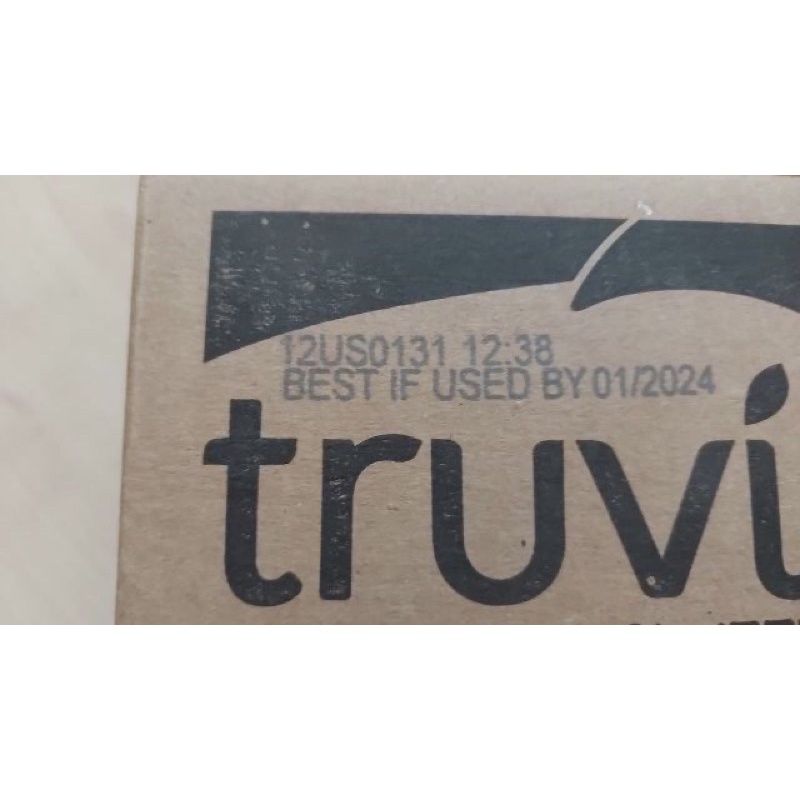 12US0131 12:38
BEST IF USED BY 01/2024
truvi